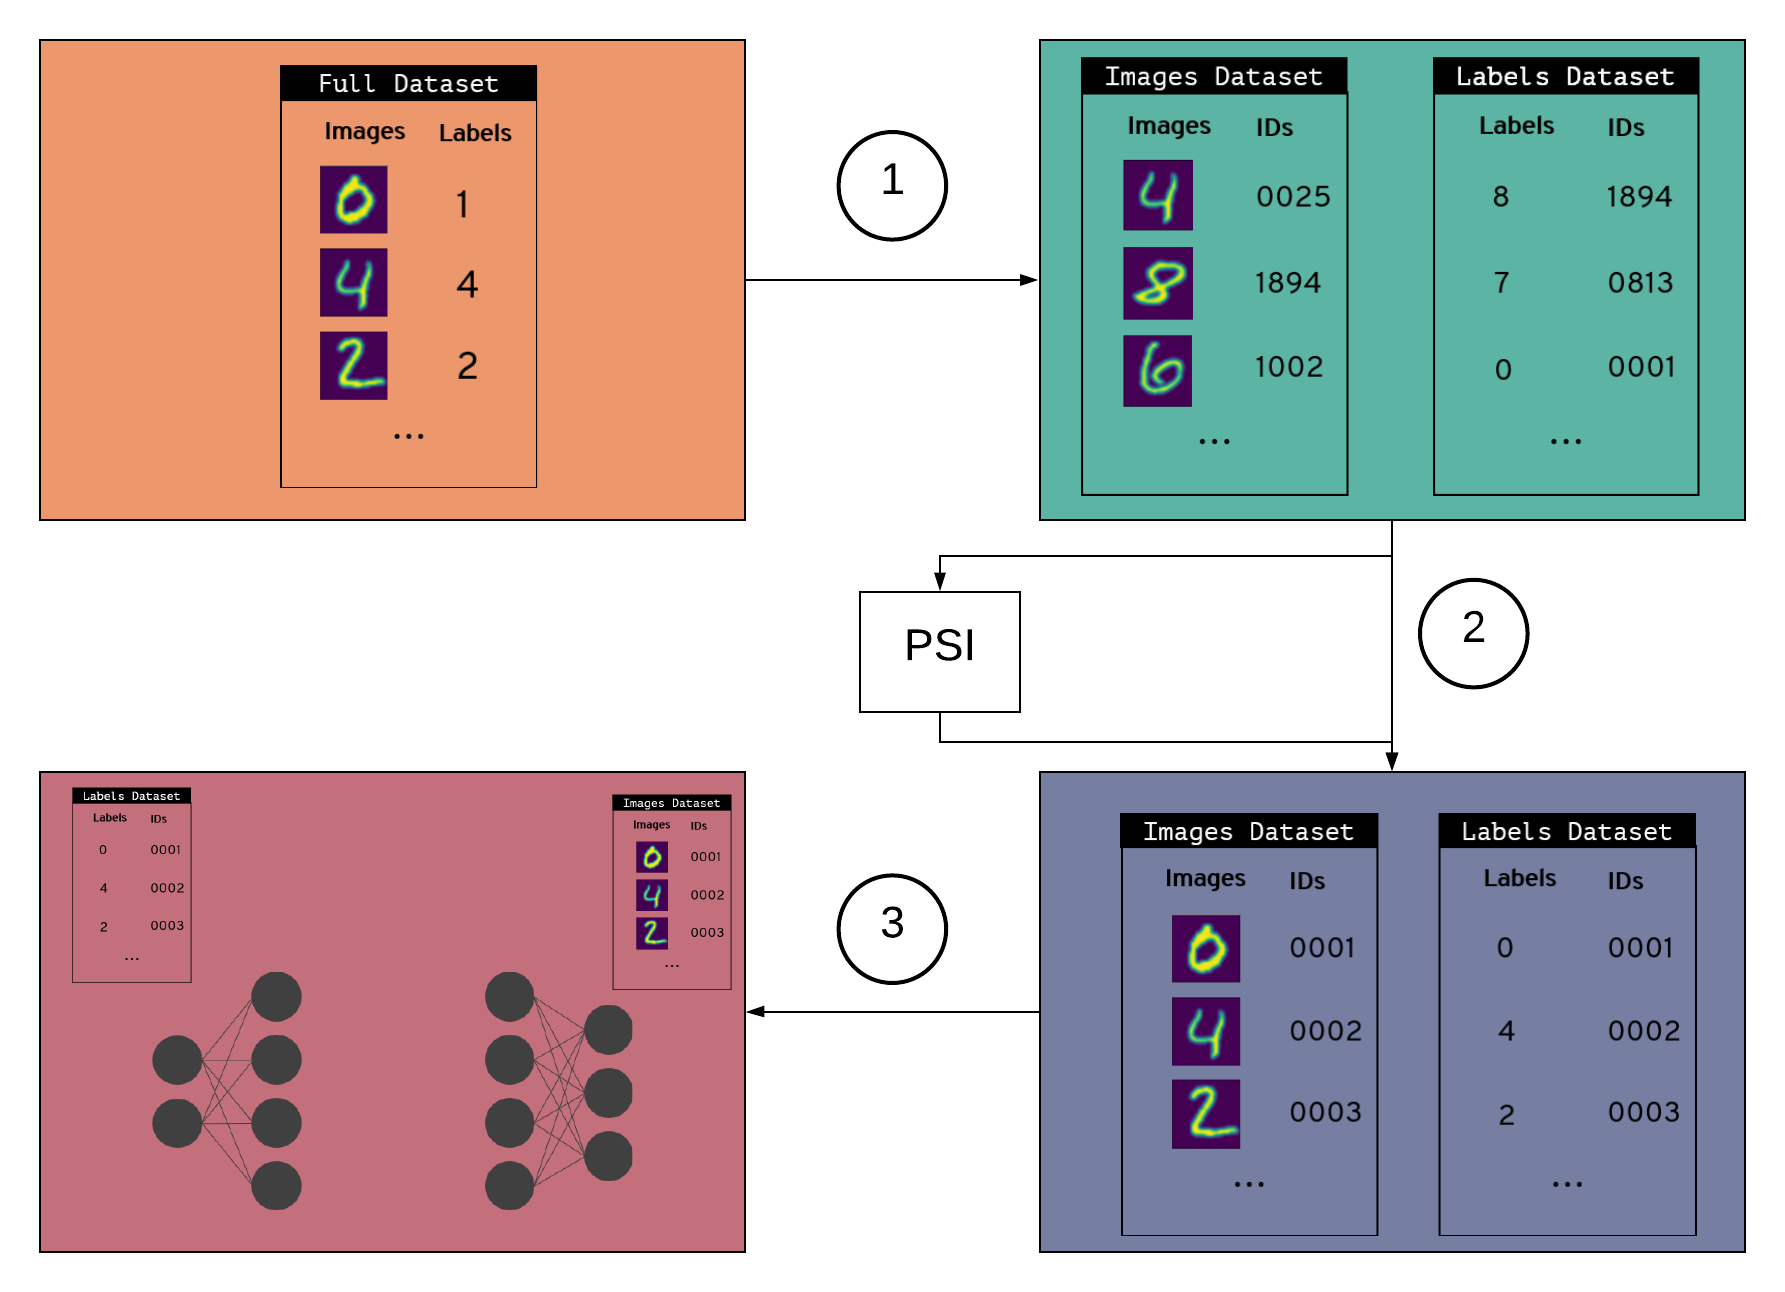 Full Dataset
Images Labels
0 1
4 4
2 2
...
1
Images Dataset
Images IDs
4 0025
8 1894
6 1002
...
Labels Dataset
Labels IDs
8 1894
7 0813
0 0001
...
PSI
2
Labels Dataset
Labels IDs
0 0001
4 0002
2 0003
...
Images Dataset
Images IDs
0 0001
4 0002
2 0003
...
3
Images Dataset
Images IDs
0 0001
4 0002
2 0003
...
Labels Dataset
Labels IDs
0 0001
4 0002
2 0003
...